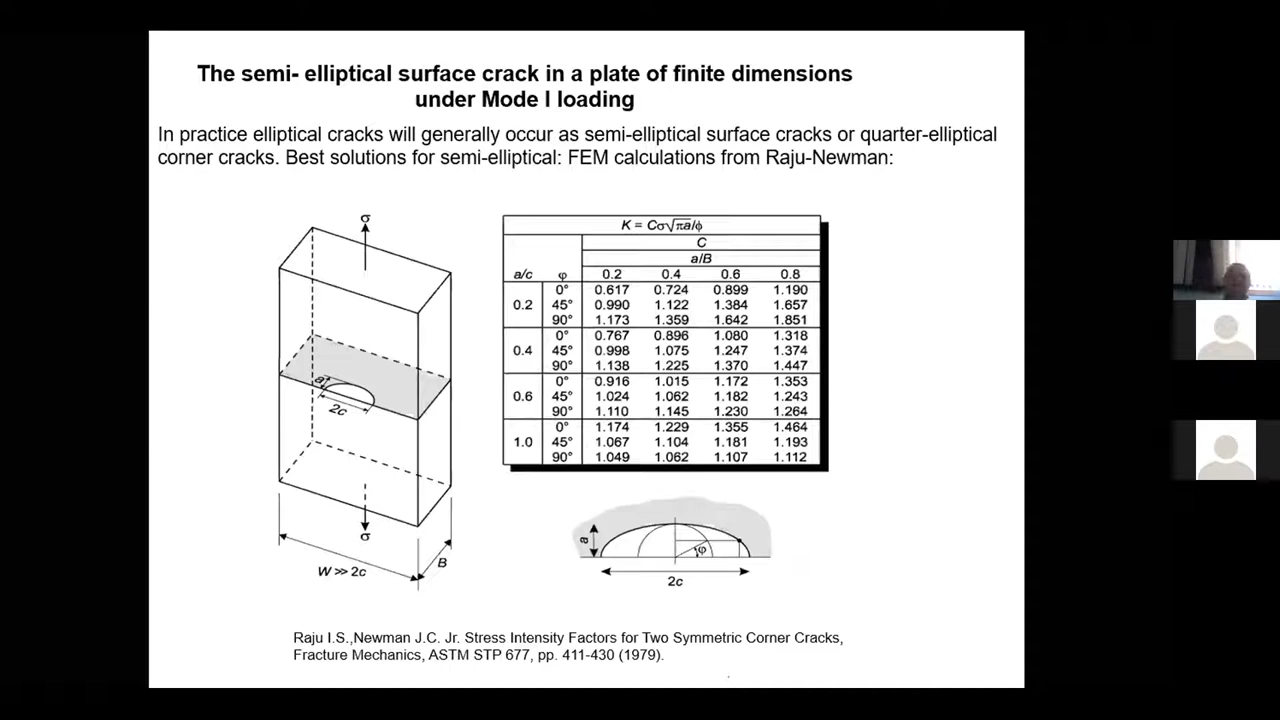 The semi- elliptical surface crack in a plate of finite dimensions
under Mode I loading
In practice elliptical cracks will generally occur as semi-elliptical surface cracks or quarter-elliptical
corner cracks. Best solutions for semi-elliptical: FEM calculations from Raju-Newman:
σ
a
2c
σ
W >> 2c
B
K = Cσ√πa/ϕ
C
a/B
a/c φ 0.2 0.4 0.6 0.8
0.2 0° 0.617 0.724 0.899 1.190
45° 0.990 1.122 1.384 1.657
90° 1.173 1.359 1.642 1.851
0.4 0° 0.767 0.896 1.080 1.318
45° 0.998 1.075 1.247 1.374
90° 1.138 1.225 1.370 1.447
0.6 0° 0.916 1.015 1.172 1.353
45° 1.024 1.062 1.182 1.243
90° 1.110 1.145 1.230 1.264
1.0 0° 1.174 1.229 1.355 1.464
45° 1.067 1.104 1.181 1.193
90° 1.049 1.062 1.107 1.112
a
φ
2c
Raju I.S.,Newman J.C. Jr. Stress Intensity Factors for Two Symmetric Corner Cracks,
Fracture Mechanics, ASTM STP 677, pp. 411-430 (1979).